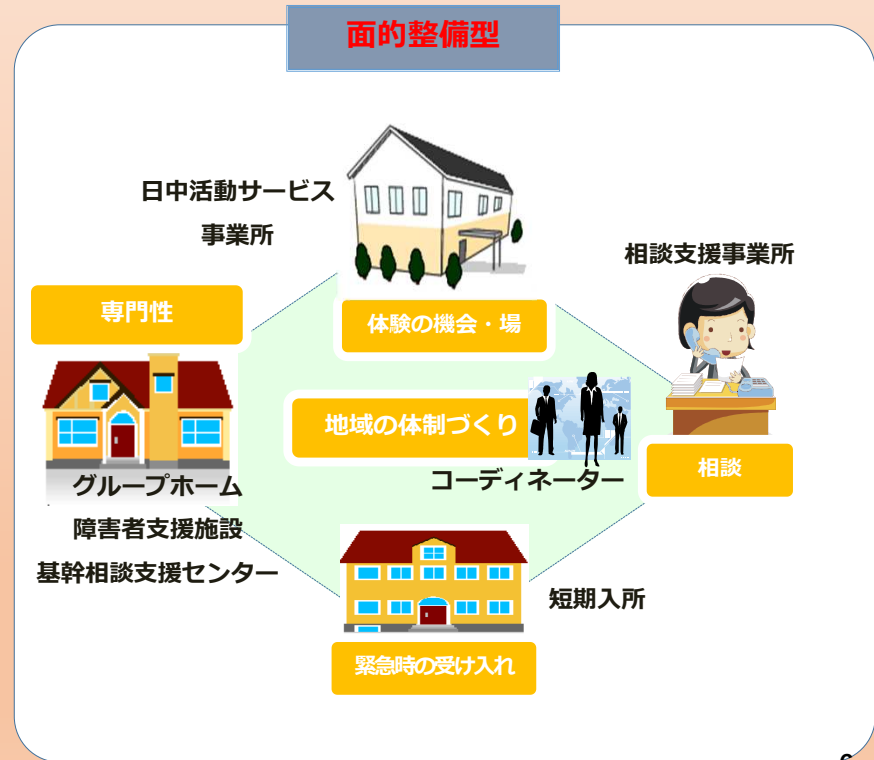 面的整備型
日中活動サービス
事業所
相談支援事業所
専門性
体験の機会・場
地域の体制づくり
コーディネーター
相談
グループホーム
障害者支援施設
基幹相談支援センター
短期入所
緊急時の受け入れ